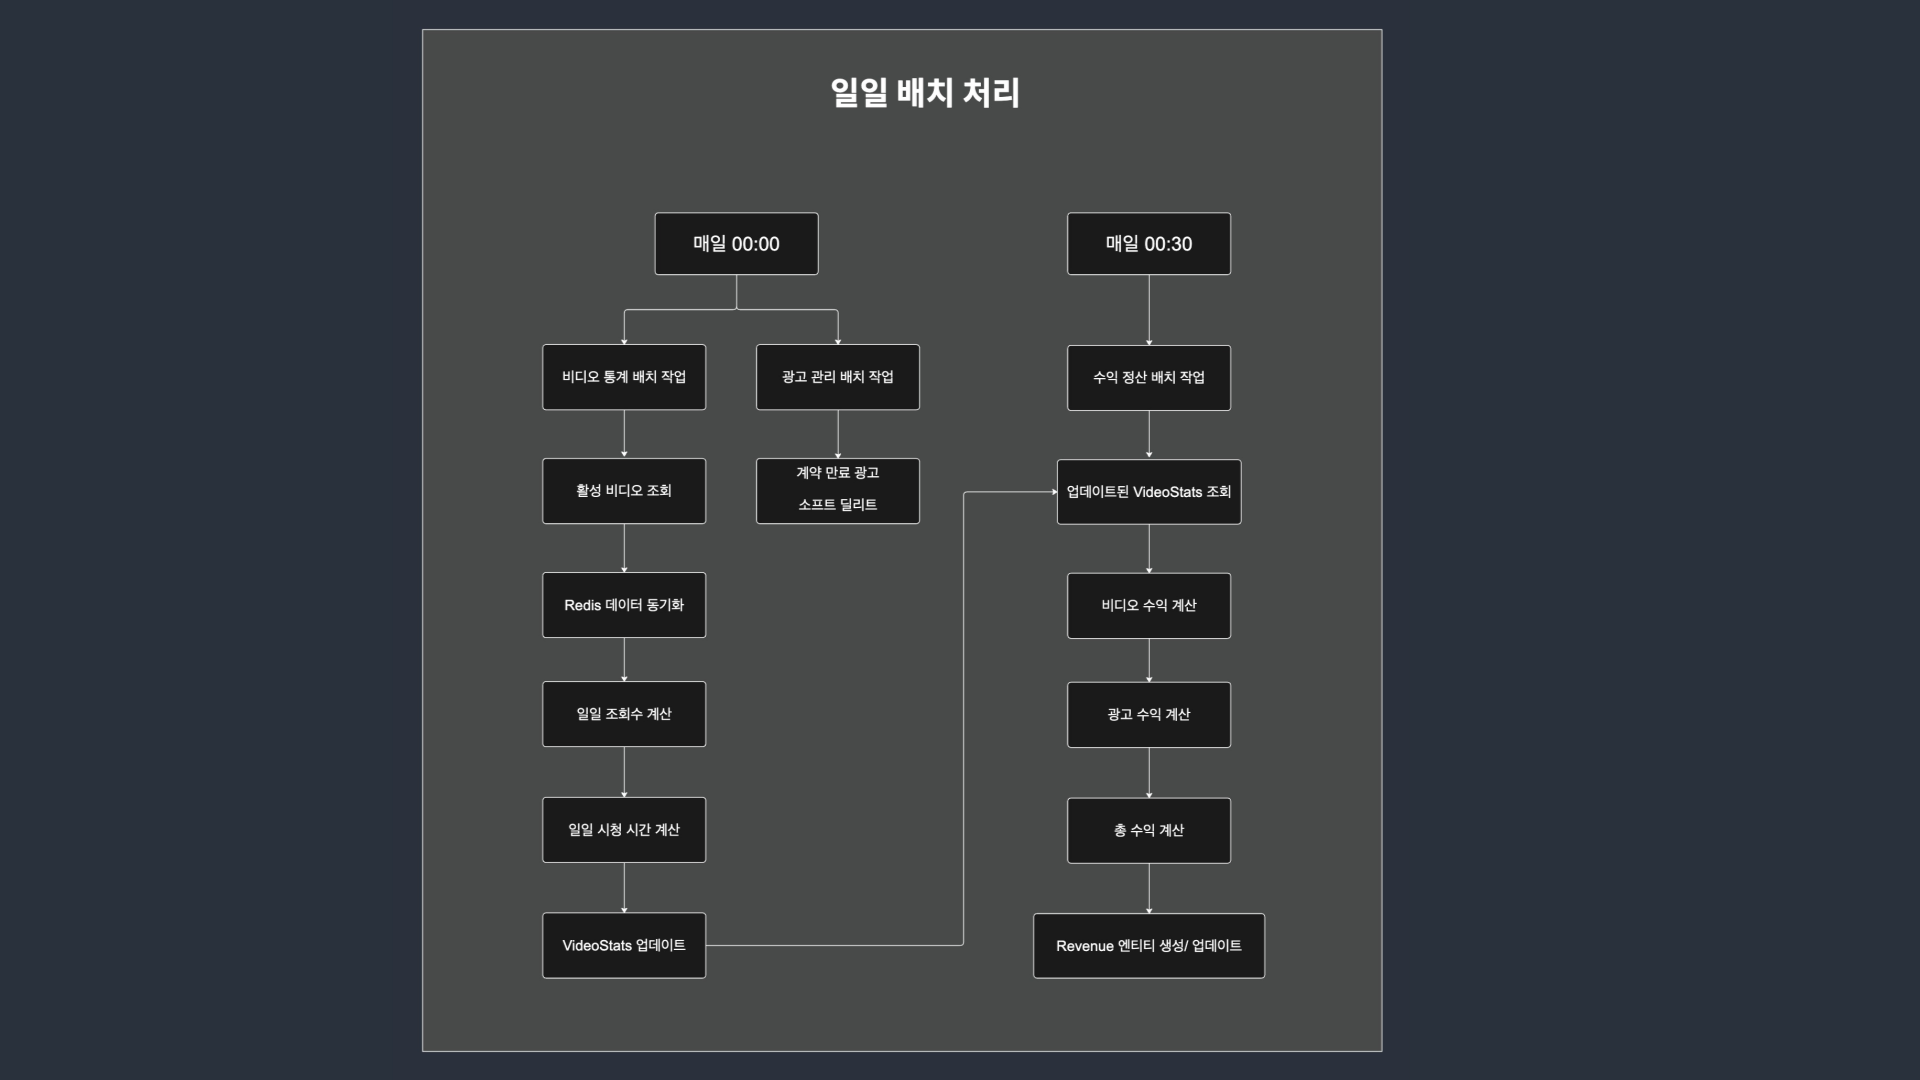 일일 배치 처리
매일 00:00
매일 00:30
비디오 통계 배치 작업
광고 관리 배치 작업
수익 정산 배치 작업
활성 비디오 조회
계약 만료 광고
소프트 딜리트
업데이트된 VideoStats 조회
Redis 데이터 동기화
비디오 수익 계산
일일 조회수 계산
광고 수익 계산
일일 시청 시간 계산
총 수익 계산
VideoStats 업데이트
Revenue 엔티티 생성/ 업데이트